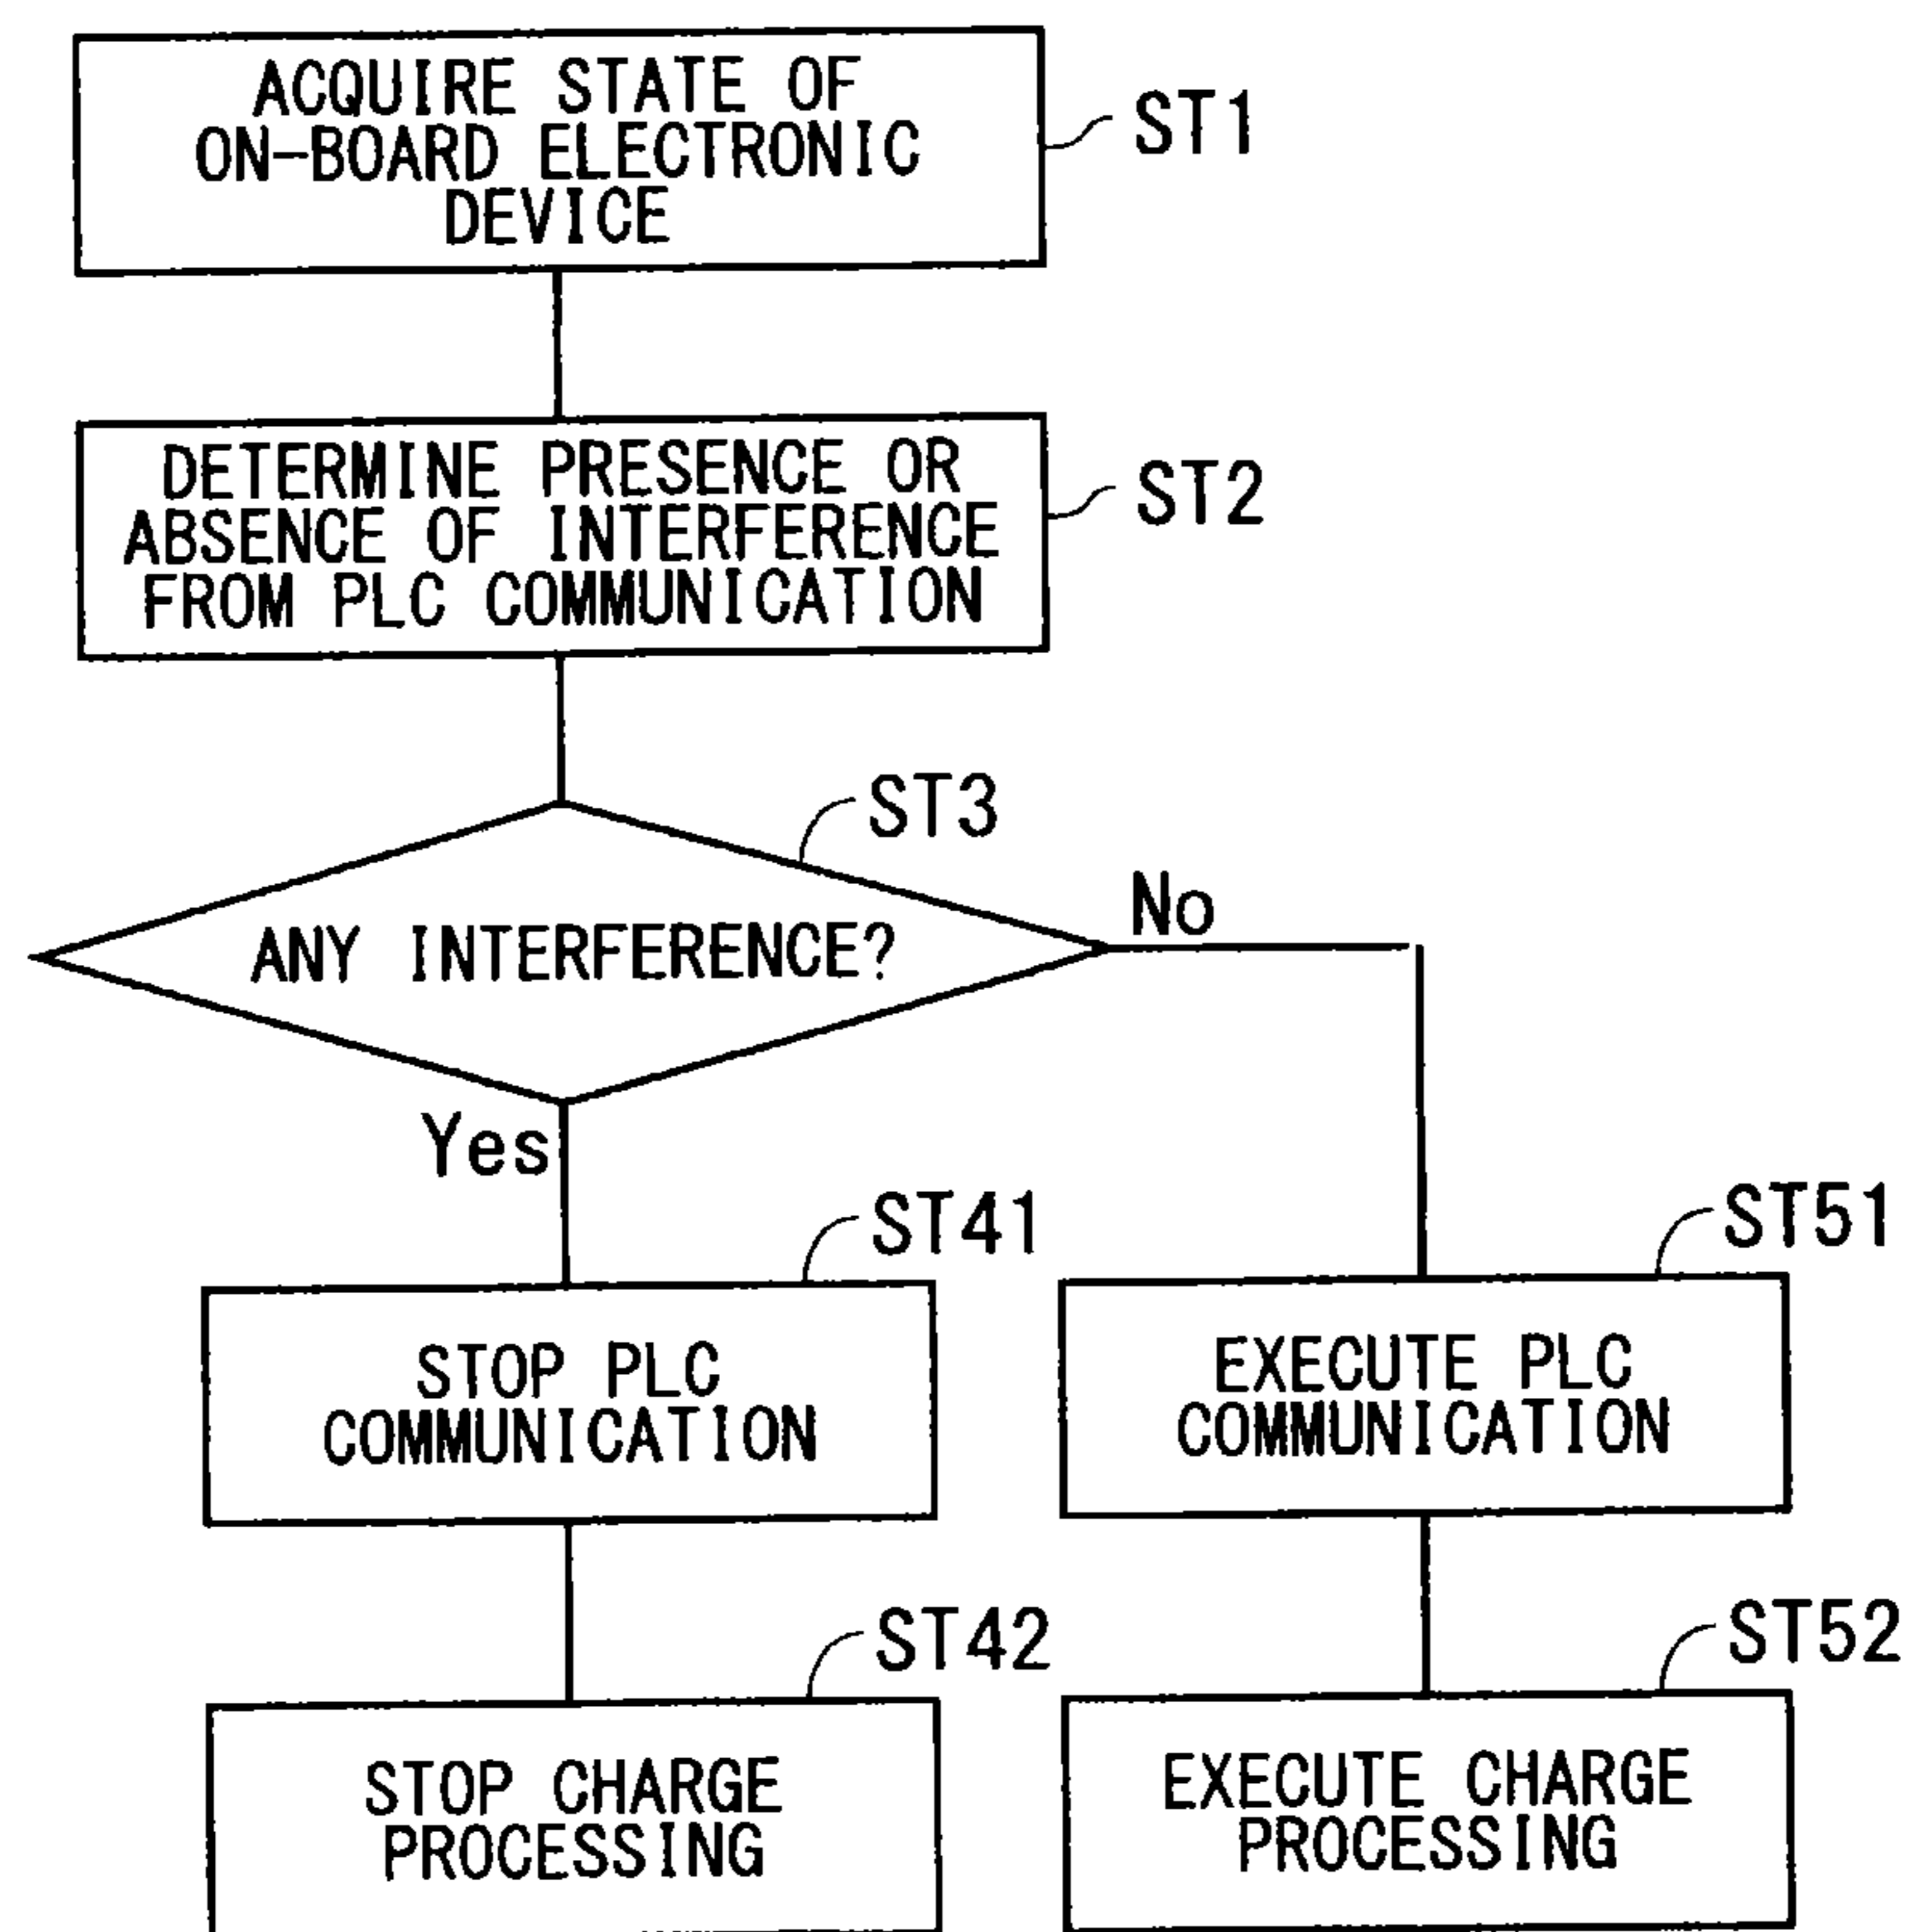 ACQUIRE STATE OF
ON-BOARD ELECTRONIC
DEVICE
ST1
DETERMINE PRESENCE OR
ABSENCE OF INTERFERENCE
FROM PLC COMMUNICATION
ST2
ST3
ANY INTERFERENCE?
No
Yes
ST41
STOP PLC
COMMUNICATION
ST51
EXECUTE PLC
COMMUNICATION
ST42
STOP CHARGE
PROCESSING
ST52
EXECUTE CHARGE
PROCESSING